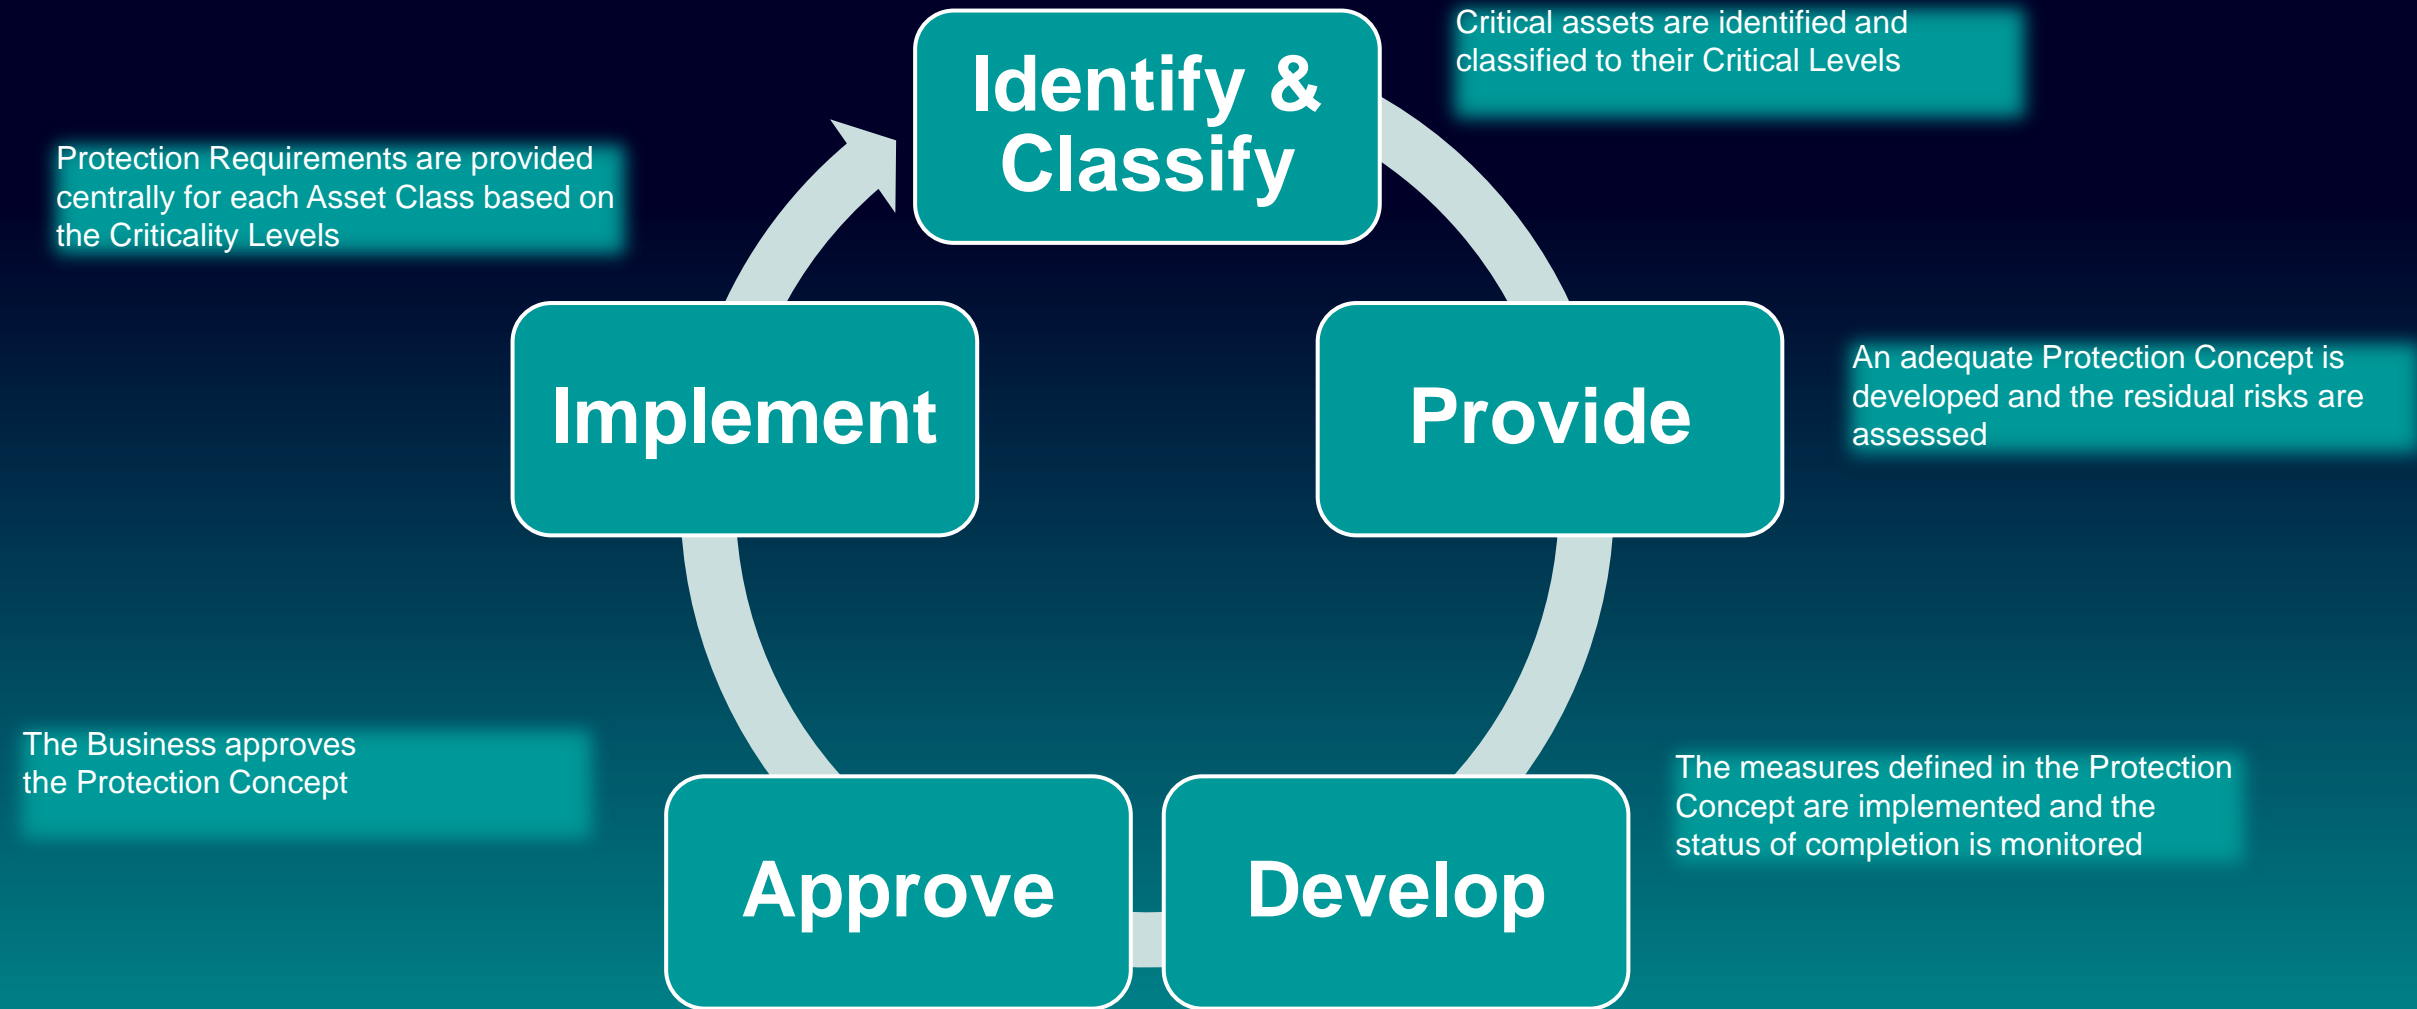 Identify &
Classify
Critical assets are identified and
classified to their Critical Levels
Protection Requirements are provided
centrally for each Asset Class based on
the Criticality Levels
Implement
Provide
An adequate Protection Concept is
developed and the residual risks are
assessed
The Business approves
the Protection Concept
Approve
Develop
The measures defined in the Protection
Concept are implemented and the
status of completion is monitored